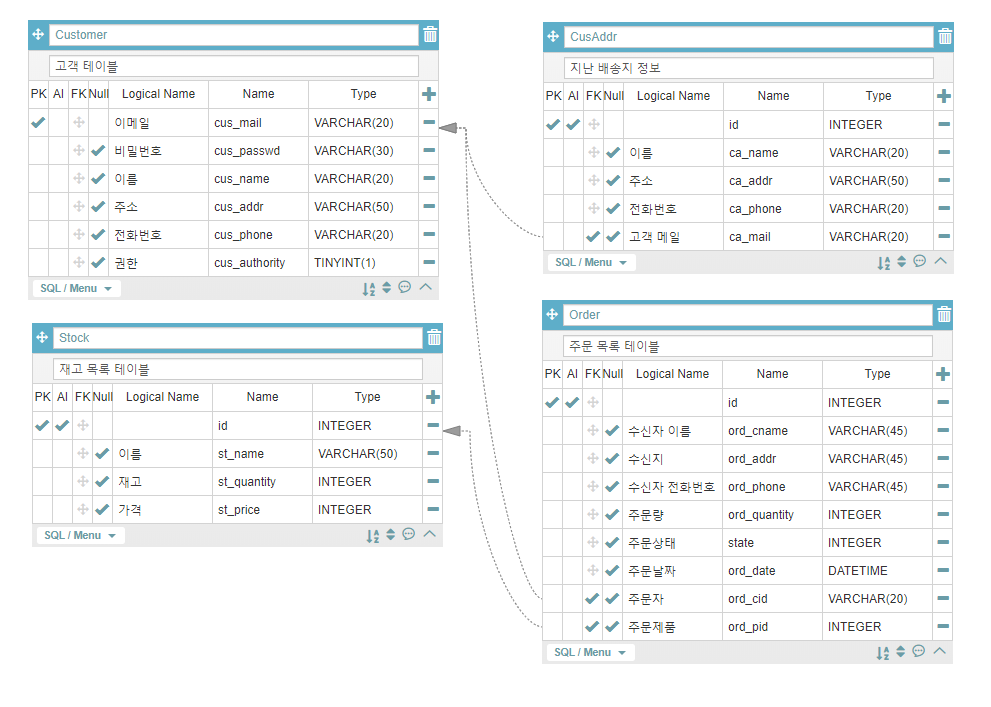 Customer
고객 테이블
PK AI FK Null Logical Name Name Type
이메일 cus_mail VARCHAR(20)
비밀번호 cus_passwd VARCHAR(30)
이름 cus_name VARCHAR(20)
주소 cus_addr VARCHAR(50)
전화번호 cus_phone VARCHAR(20)
권한 cus_authority TINYINT(1)
SQL / Menu
CusAddr
지난 배송지 정보
PK AI FK Null Logical Name Name Type
id INTEGER
이름 ca_name VARCHAR(20)
주소 ca_addr VARCHAR(50)
전화번호 ca_phone VARCHAR(20)
고객 메일 ca_mail VARCHAR(20)
SQL / Menu
Stock
재고 목록 테이블
PK AI FK Null Logical Name Name Type
id INTEGER
이름 st_name VARCHAR(50)
재고 st_quantity INTEGER
가격 st_price INTEGER
SQL / Menu
Order
주문 목록 테이블
PK AI FK Null Logical Name Name Type
id INTEGER
수신자 이름 ord_cname VARCHAR(45)
수신지 ord_addr VARCHAR(45)
수신자 전화번호 ord_phone VARCHAR(45)
주문량 ord_quantity INTEGER
주문상태 state INTEGER
주문날짜 ord_date DATETIME
주문자 ord_cid VARCHAR(20)
주문제품 ord_pid INTEGER
SQL / Menu